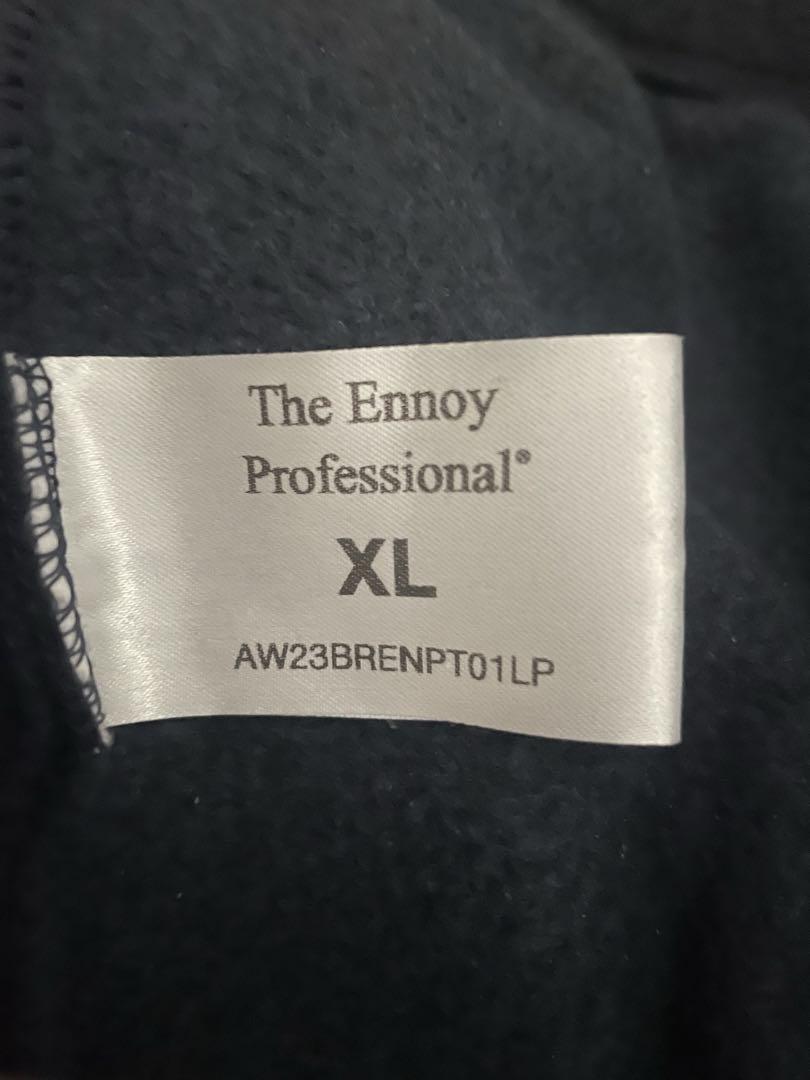 The Ennoy
Professional®
XL
AW23BRENPT01LP